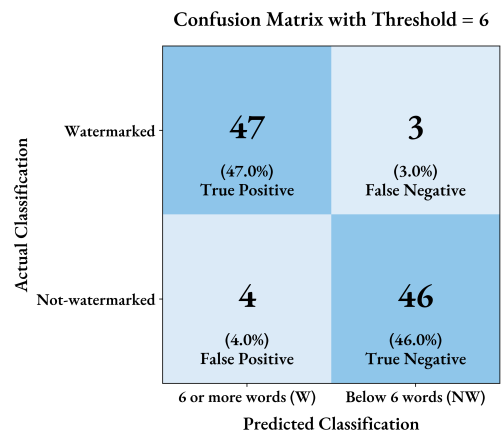 Confusion Matrix with Threshold = 6
Actual Classification
Watermarked
47
(47.0%)
True Positive
3
(3.0%)
False Negative
Not-watermarked
4
(4.0%)
False Positive
46
(46.0%)
True Negative
6 or more words (W)
Below 6 words (NW)
Predicted Classification